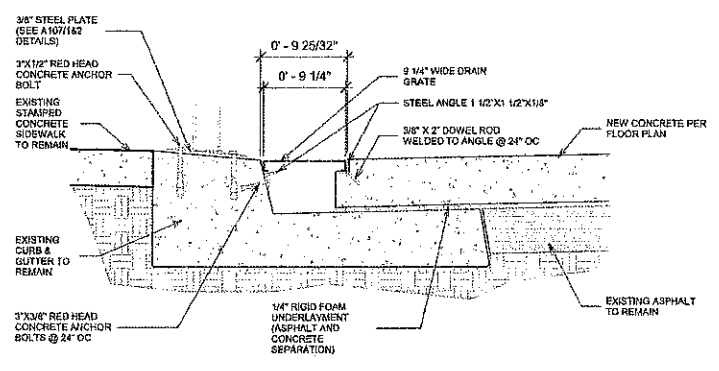 3/8" STEEL PLATE
(SEE A107/1&2
DETAILS)
3"X1/2" RED HEAD
CONCRETE ANCHOR
BOLT
EXISTING
STAMPED
CONCRETE
SIDEWALK
TO REMAIN
0' - 9 25/32"
0' - 9 1/4"
9 1/4" WIDE DRAIN
GRATE
STEEL ANGLE 1 1/2"X1 1/2"X1/8"
3/8" X 2" DOWEL ROD
WELDED TO ANGLE @ 24" OC
NEW CONCRETE PER
FLOOR PLAN
EXISTING
CURB &
GUTTER TO
REMAIN
3"X3/8" RED HEAD
CONCRETE ANCHOR
BOLTS @ 24" OC
1/4" RIGID FOAM
UNDERLAYMENT
(ASPHALT AND
CONCRETE
SEPARATION)
EXISTING ASPHALT
TO REMAIN